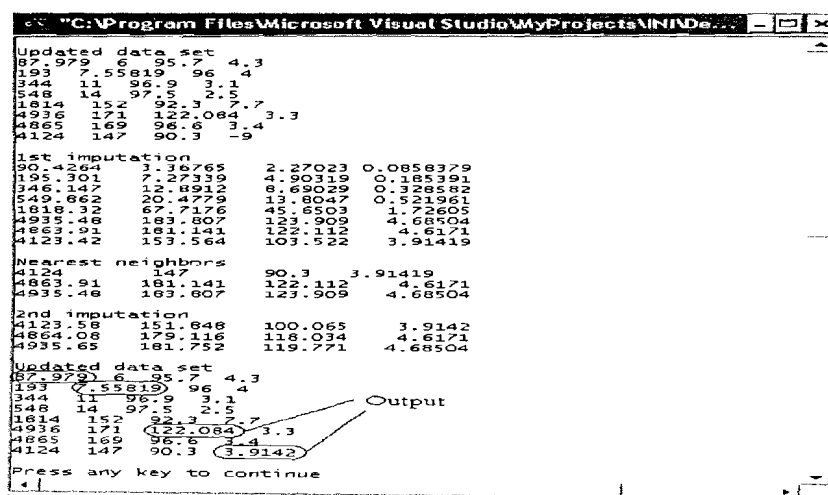 "C:\Program Files\Microsoft Visual Studio\MyProjects\INI\De...
Updated data set
87.979 6 95.7 4.3
193 7.55819 96 4
344 11 96.9 3.1
548 14 97.5 2.5
1814 152 92.3 7.7
4936 171 122.084 3.3
4865 169 96.6 3.4
4124 147 90.3 -9
1st imputation
90.4264 3.36765 2.27023 0.0858379
195.301 7.27339 4.90319 0.185391
346.147 12.8912 8.69029 0.328582
549.862 20.4779 13.8047 0.521961
1818.32 67.7176 45.6503 1.72605
4935.48 183.807 123.909 4.68504
4863.91 181.141 122.112 4.6171
4123.42 153.564 103.522 3.91419
Nearest neighbors
4124 147 90.3 3.91419
4863.91 181.141 122.112 4.6171
4935.48 183.807 123.909 4.68504
2nd imputation
4123.58 151.848 100.065 3.9142
4864.08 179.116 118.034 4.6171
4935.65 181.752 119.771 4.68504
Updated data set
87.979 6 95.7 4.3
193 7.55819 96 4
344 11 96.9 3.1
548 14 97.5 2.5
1814 152 92.3 7.7
4936 171 122.084 3.3
4865 169 96.6 3.4
4124 147 90.3 3.9142
Output
Press any key to continue